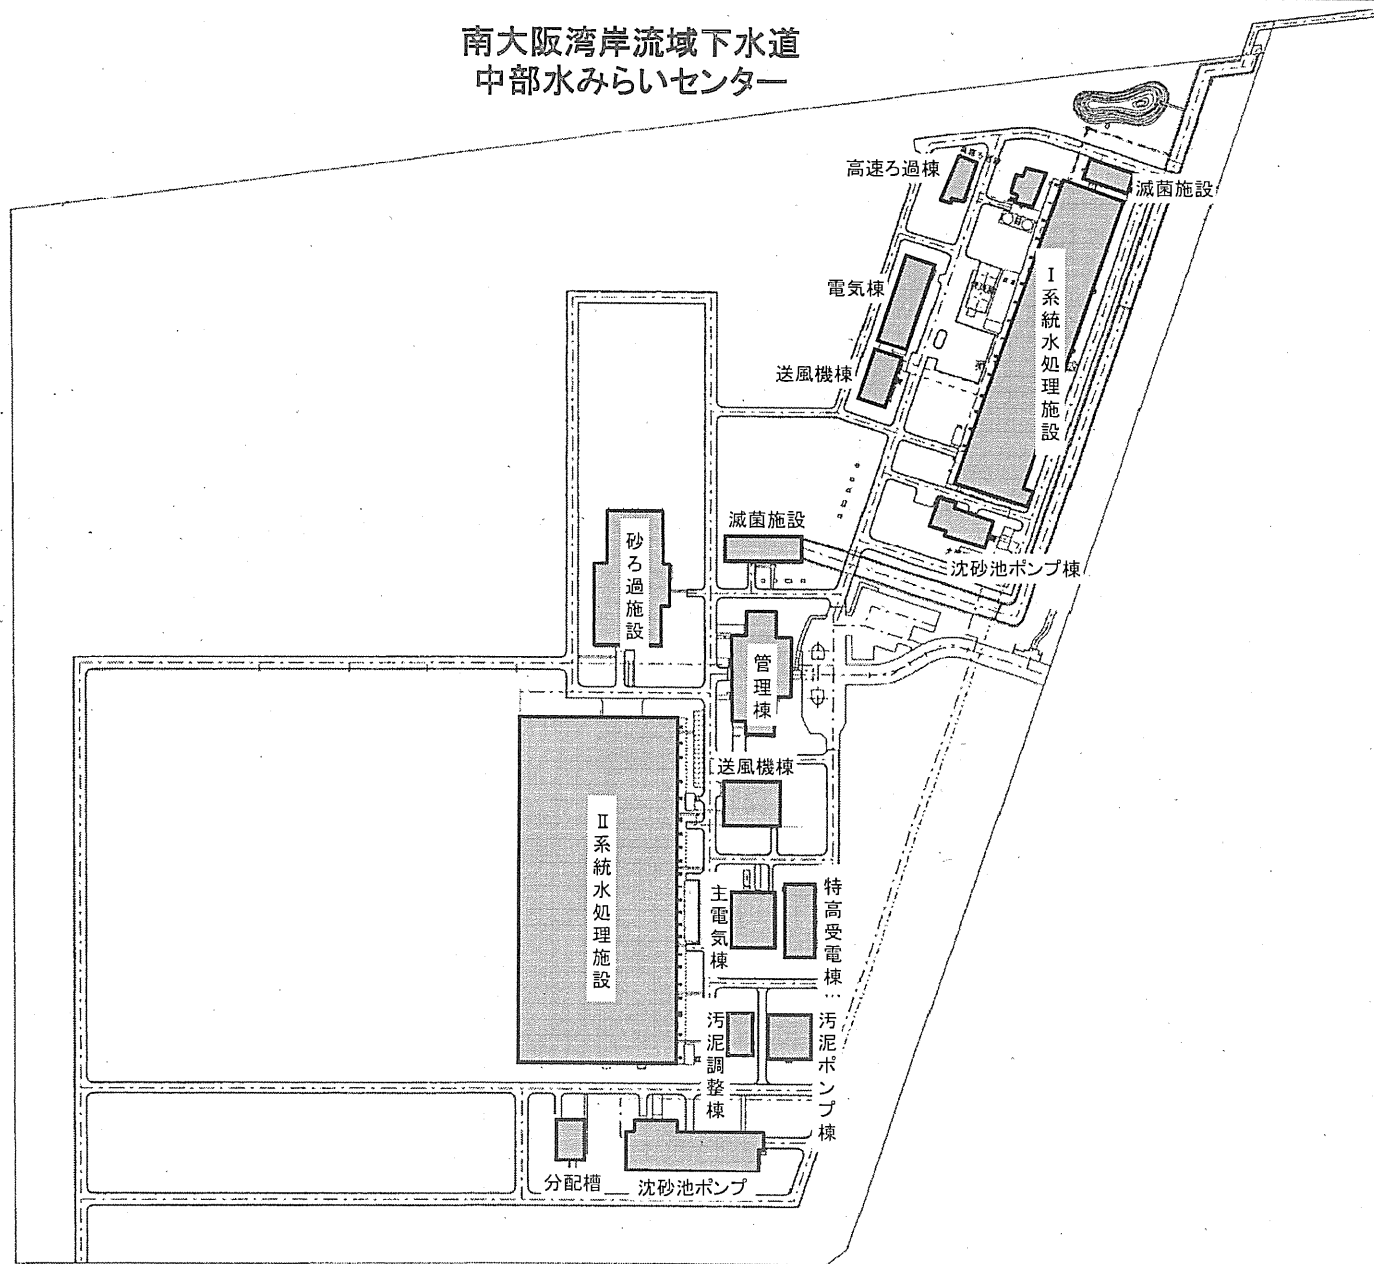 南大阪湾岸流域下水道
中部水みらいセンター
高速ろ過棟
滅菌施設
電気棟
Ⅰ系統水処理施設
送風機棟
滅菌施設
砂ろ過施設
沈砂池ポンプ棟
管理棟
送風機棟
Ⅱ系統水処理施設
主電気棟
特高受電棟
汚泥調整棟
汚泥ポンプ棟
分配槽
沈砂池ポンプ